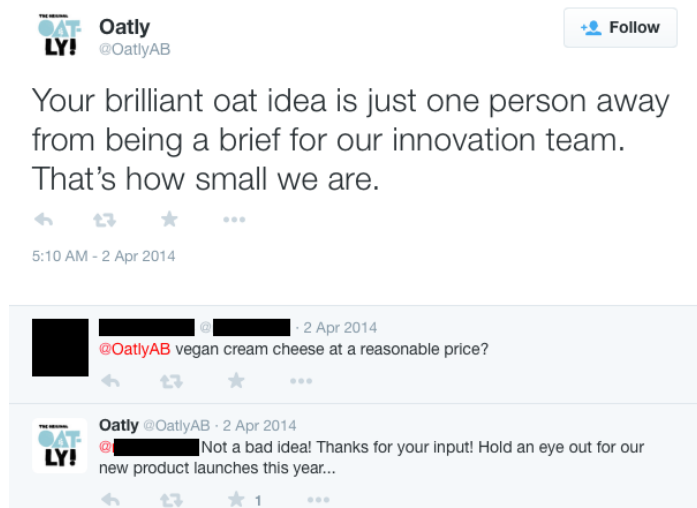 THE ORIGINAL
OAT-
LY!
Oatly
@OatlyAB
Follow
Your brilliant oat idea is just one person away
from being a brief for our innovation team.
That's how small we are.
5:10 AM - 2 Apr 2014
@ · 2 Apr 2014
@OatlyAB vegan cream cheese at a reasonable price?
THE ORIGINAL
OAT-
LY!
Oatly @OatlyAB · 2 Apr 2014
@ Not a bad idea! Thanks for your input! Hold an eye out for our
new product launches this year...
1